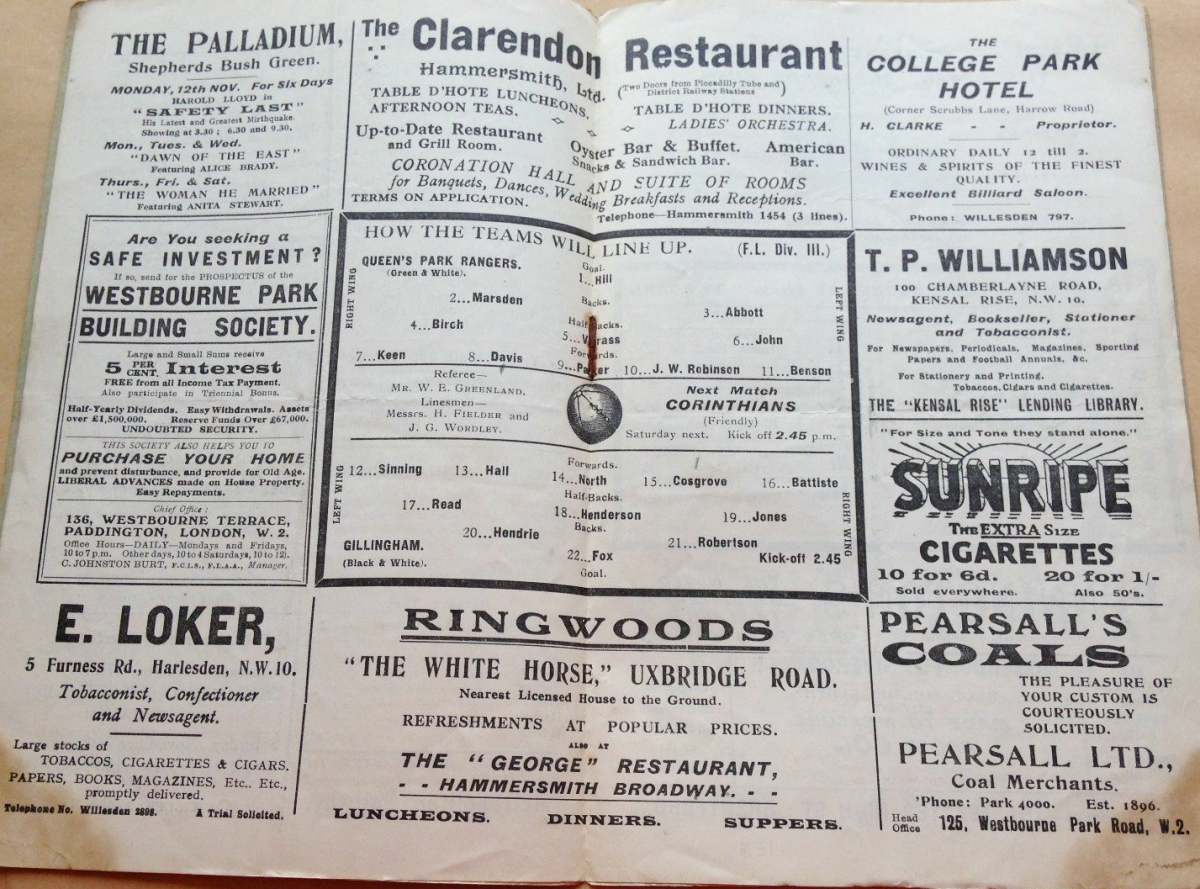 THE PALLADIUM,
Shepherds Bush Green.
MONDAY, 12th NOV. For Six Days
HAROLD LLOYD in
"SAFETY LAST"
His Latest and Greatest Mirthquake.
Showing at 3.30 ; 6.30 and 9.30.
Mon., Tues. & Wed.
"DAWN OF THE EAST"
Featuring ALICE BRADY.
Thurs., Fri. & Sat.
"THE WOMAN HE MARRIED"
Featuring ANITA STEWART.
The Clarendon Restaurant
Hammersmith, Ltd.
(Two Doors from Piccadilly Tube and
District Railway Stations)
TABLE D'HOTE LUNCHEONS,
AFTERNOON TEAS.
TABLE D'HOTE DINNERS.
LADIES' ORCHESTRA.
Up-to-Date Restaurant
and Grill Room.
Oyster Bar & Buffet. American
Snacks & Sandwich Bar. Bar.
CORONATION HALL AND SUITE OF ROOMS
for Banquets, Dances, Wedding Breakfasts and Receptions.
TERMS ON APPLICATION.
Telephone—Hammersmith 1454 (3 lines).
THE
COLLEGE PARK
HOTEL
(Corner Scrubbs Lane, Harrow Road)
H. CLARKE - - Proprietor.
ORDINARY DAILY 12 till 2.
WINES & SPIRITS OF THE FINEST
QUALITY.
Excellent Billiard Saloon.
Phone: WILLESDEN 797.
Are You seeking a
SAFE INVESTMENT?
If so, send for the PROSPECTUS of the
WESTBOURNE PARK
BUILDING SOCIETY.
Large and Small Sums receive
5 PER CENT. Interest
FREE from all Income Tax Payment.
Also participate in Triennial Bonus.
Half-Yearly Dividends. Easy Withdrawals. Assets
over £1,500,000. Reserve Funds Over £67,000.
UNDOUBTED SECURITY.
THIS SOCIETY ALSO HELPS YOU TO
PURCHASE YOUR HOME
and prevent disturbance, and provide for Old Age.
LIBERAL ADVANCES made on House Property.
Easy Repayments.
Chief Office:
136, WESTBOURNE TERRACE,
PADDINGTON, LONDON, W. 2.
Office Hours—DAILY—Mondays and Fridays,
10 to 7 p.m. Other days, 10 to 4 Saturdays, 10 to 12).
C. JOHNSTON BURT, F.C.I.S., F.L.A.A., Manager.
HOW THE TEAMS WILL LINE UP. (F.L. Div. III.)
QUEEN'S PARK RANGERS.
(Green & White).
RIGHT WING
LEFT WING
Goal.
1...Hill
Backs.
2...Marsden
3...Abbott
Half-Backs.
4...Birch
5...Vigrass
6...John
Forwards.
7...Keen 8...Davis 9...Parker 10...J. W. Robinson 11...Benson
Referee—
MR. W. E. GREENLAND,
Linesmen—
MESSRS. H. FIELDER and
J. G. WORDLEY.
Next Match
CORINTHIANS
(Friendly)
Saturday next. Kick off 2.45 p.m.
LEFT WING
RIGHT WING
Forwards.
12...Sinning 13...Hall 14...North 15...Cosgrove 16...Battiste
Half-Backs.
17...Read
18...Henderson
19...Jones
Backs.
20...Hendrie
21...Robertson
GILLINGHAM.
(Black & White).
22...Fox
Goal.
Kick-off 2.45
T. P. WILLIAMSON
100 CHAMBERLAYNE ROAD,
KENSAL RISE, N.W. 10.
Newsagent, Bookseller, Stationer
and Tobacconist.
For Newspapers, Periodicals, Magazines, Sporting
Papers and Football Annuals, &c.
For Stationery and Printing.
Tobaccos, Cigars and Cigarettes.
THE "KENSAL RISE" LENDING LIBRARY.
"For Size and Tone they stand alone."
SUNRIPE
THE EXTRA SIZE
CIGARETTES
10 for 6d. 20 for 1/-
Sold everywhere. Also 50's.
E. LOKER,
5 Furness Rd., Harlesden, N.W. 10.
Tobacconist, Confectioner
and Newsagent.
Large stocks of
TOBACCOS, CIGARETTES & CIGARS.
PAPERS, BOOKS, MAGAZINES, Etc.. Etc.,
promptly delivered.
Telephone No. Willesden 2898. A Trial Solicited.
RINGWOODS
"THE WHITE HORSE," UXBRIDGE ROAD.
Nearest Licensed House to the Ground.
REFRESHMENTS AT POPULAR PRICES.
ALSO AT
THE "GEORGE" RESTAURANT,
- - HAMMERSMITH BROADWAY. - -
LUNCHEONS. DINNERS. SUPPERS.
PEARSALL'S
COALS
THE PLEASURE OF
YOUR CUSTOM IS
COURTEOUSLY
SOLICITED.
PEARSALL LTD.,
Coal Merchants.
'Phone: Park 4000. Est. 1896.
Head Office 125, Westbourne Park Road, W.2.